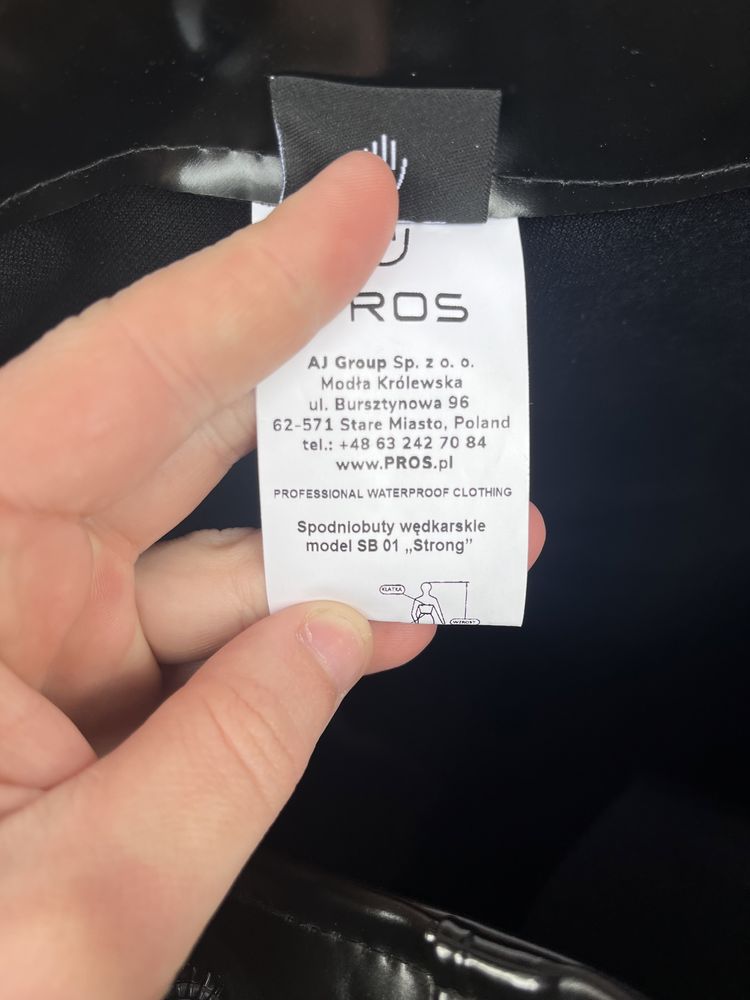 PROS
AJ Group Sp. z o. o.
Modła Królewska
ul. Bursztynowa 96
62-571 Stare Miasto, Poland
tel.: +48 63 242 70 84
www.PROS.pl
PROFESSIONAL WATERPROOF CLOTHING
Spodniobuty wędkarskie
model SB 01 „Strong”
KLATKA
WZROST